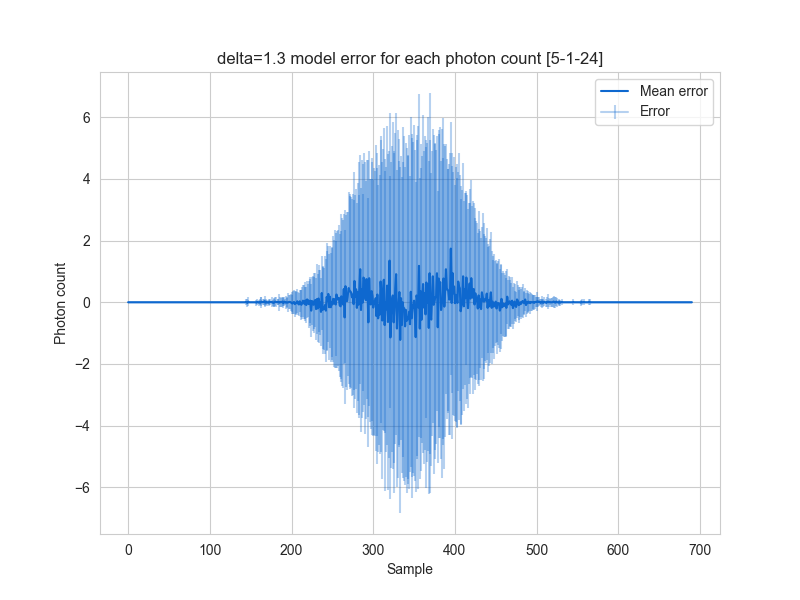 delta=1.3 model error for each photon count [5-1-24]
Mean error
Error
6
4
2
0
−2
−4
−6
Photon count
0 100 200 300 400 500 600 700
Sample